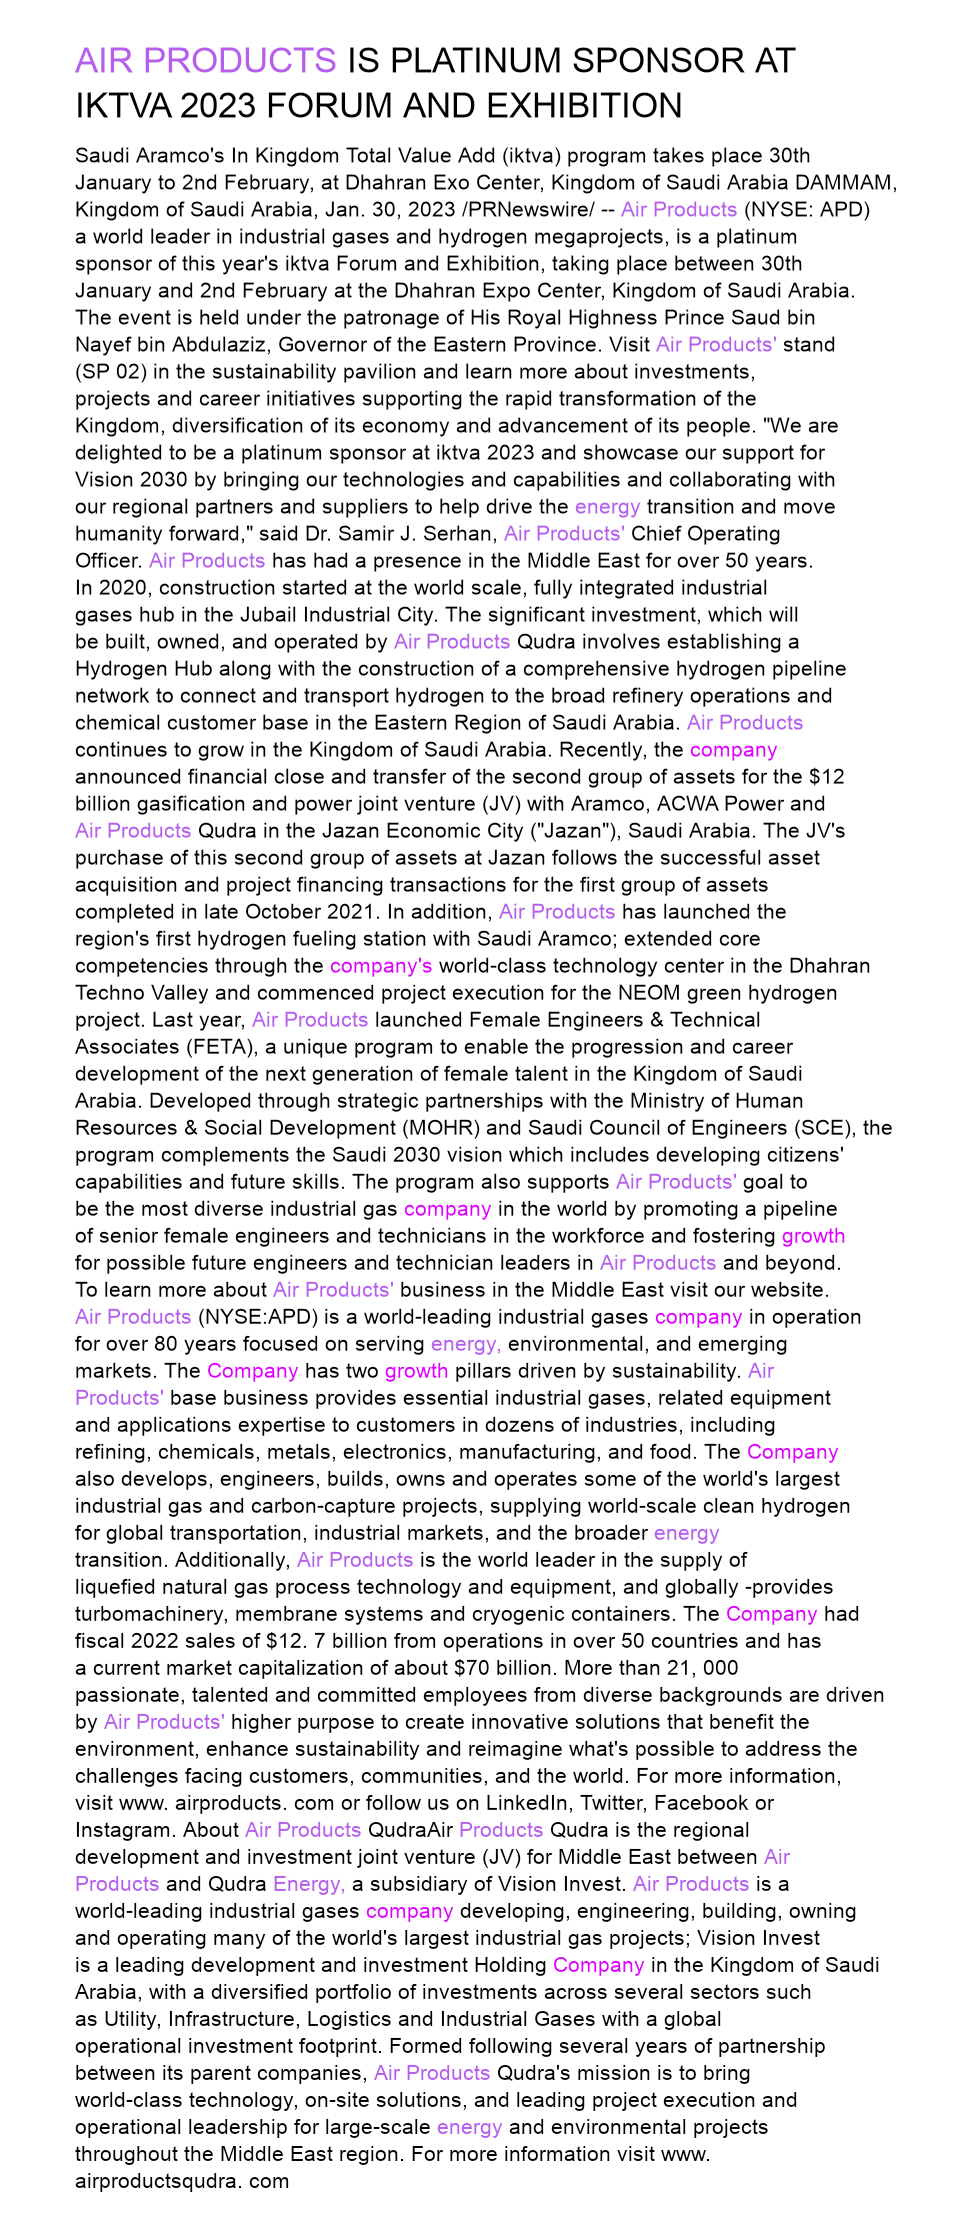 AIR PRODUCTS IS PLATINUM SPONSOR AT
IKTVA 2023 FORUM AND EXHIBITION
Saudi Aramco's In Kingdom Total Value Add (iktva) program takes place 30th
January to 2nd February, at Dhahran Exo Center, Kingdom of Saudi Arabia DAMMAM,
Kingdom of Saudi Arabia, Jan. 30, 2023 /PRNewswire/ -- Air Products (NYSE: APD)
a world leader in industrial gases and hydrogen megaprojects, is a platinum
sponsor of this year's iktva Forum and Exhibition, taking place between 30th
January and 2nd February at the Dhahran Expo Center, Kingdom of Saudi Arabia.
The event is held under the patronage of His Royal Highness Prince Saud bin
Nayef bin Abdulaziz, Governor of the Eastern Province. Visit Air Products' stand
(SP 02) in the sustainability pavilion and learn more about investments,
projects and career initiatives supporting the rapid transformation of the
Kingdom, diversification of its economy and advancement of its people. "We are
delighted to be a platinum sponsor at iktva 2023 and showcase our support for
Vision 2030 by bringing our technologies and capabilities and collaborating with
our regional partners and suppliers to help drive the energy transition and move
humanity forward," said Dr. Samir J. Serhan, Air Products' Chief Operating
Officer. Air Products has had a presence in the Middle East for over 50 years.
In 2020, construction started at the world scale, fully integrated industrial
gases hub in the Jubail Industrial City. The significant investment, which will
be built, owned, and operated by Air Products Qudra involves establishing a
Hydrogen Hub along with the construction of a comprehensive hydrogen pipeline
network to connect and transport hydrogen to the broad refinery operations and
chemical customer base in the Eastern Region of Saudi Arabia. Air Products
continues to grow in the Kingdom of Saudi Arabia. Recently, the company
announced financial close and transfer of the second group of assets for the $12
billion gasification and power joint venture (JV) with Aramco, ACWA Power and
Air Products Qudra in the Jazan Economic City ("Jazan"), Saudi Arabia. The JV's
purchase of this second group of assets at Jazan follows the successful asset
acquisition and project financing transactions for the first group of assets
completed in late October 2021. In addition, Air Products has launched the
region's first hydrogen fueling station with Saudi Aramco; extended core
competencies through the company's world-class technology center in the Dhahran
Techno Valley and commenced project execution for the NEOM green hydrogen
project. Last year, Air Products launched Female Engineers & Technical
Associates (FETA), a unique program to enable the progression and career
development of the next generation of female talent in the Kingdom of Saudi
Arabia. Developed through strategic partnerships with the Ministry of Human
Resources & Social Development (MOHR) and Saudi Council of Engineers (SCE), the
program complements the Saudi 2030 vision which includes developing citizens'
capabilities and future skills. The program also supports Air Products' goal to
be the most diverse industrial gas company in the world by promoting a pipeline
of senior female engineers and technicians in the workforce and fostering growth
for possible future engineers and technician leaders in Air Products and beyond.
To learn more about Air Products' business in the Middle East visit our website.
Air Products (NYSE:APD) is a world-leading industrial gases company in operation
for over 80 years focused on serving energy, environmental, and emerging
markets. The Company has two growth pillars driven by sustainability. Air
Products' base business provides essential industrial gases, related equipment
and applications expertise to customers in dozens of industries, including
refining, chemicals, metals, electronics, manufacturing, and food. The Company
also develops, engineers, builds, owns and operates some of the world's largest
industrial gas and carbon-capture projects, supplying world-scale clean hydrogen
for global transportation, industrial markets, and the broader energy
transition. Additionally, Air Products is the world leader in the supply of
liquefied natural gas process technology and equipment, and globally -provides
turbomachinery, membrane systems and cryogenic containers. The Company had
fiscal 2022 sales of $12. 7 billion from operations in over 50 countries and has
a current market capitalization of about $70 billion. More than 21, 000
passionate, talented and committed employees from diverse backgrounds are driven
by Air Products' higher purpose to create innovative solutions that benefit the
environment, enhance sustainability and reimagine what's possible to address the
challenges facing customers, communities, and the world. For more information,
visit www. airproducts. com or follow us on LinkedIn, Twitter, Facebook or
Instagram. About Air Products QudraAir Products Qudra is the regional
development and investment joint venture (JV) for Middle East between Air
Products and Qudra Energy, a subsidiary of Vision Invest. Air Products is a
world-leading industrial gases company developing, engineering, building, owning
and operating many of the world's largest industrial gas projects; Vision Invest
is a leading development and investment Holding Company in the Kingdom of Saudi
Arabia, with a diversified portfolio of investments across several sectors such
as Utility, Infrastructure, Logistics and Industrial Gases with a global
operational investment footprint. Formed following several years of partnership
between its parent companies, Air Products Qudra's mission is to bring
world-class technology, on-site solutions, and leading project execution and
operational leadership for large-scale energy and environmental projects
throughout the Middle East region. For more information visit www.
airproductsqudra. com